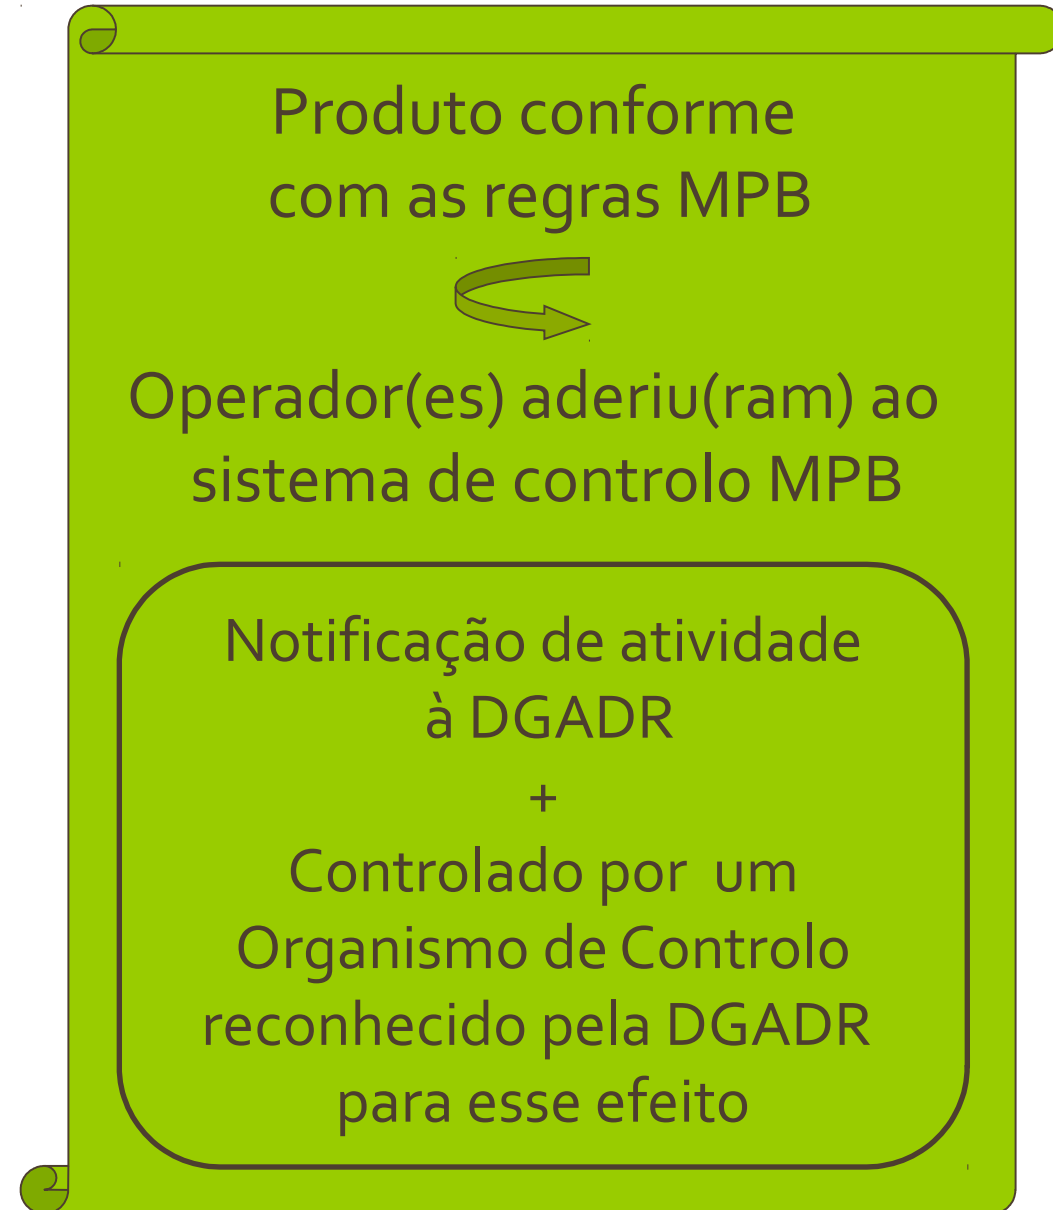 Produto conforme
com as regras MPB
Operador(es) aderiu(ram) ao
sistema de controlo MPB
Notificação de atividade
à DGADR
+
Controlado por um
Organismo de Controlo
reconhecido pela DGADR
para esse efeito